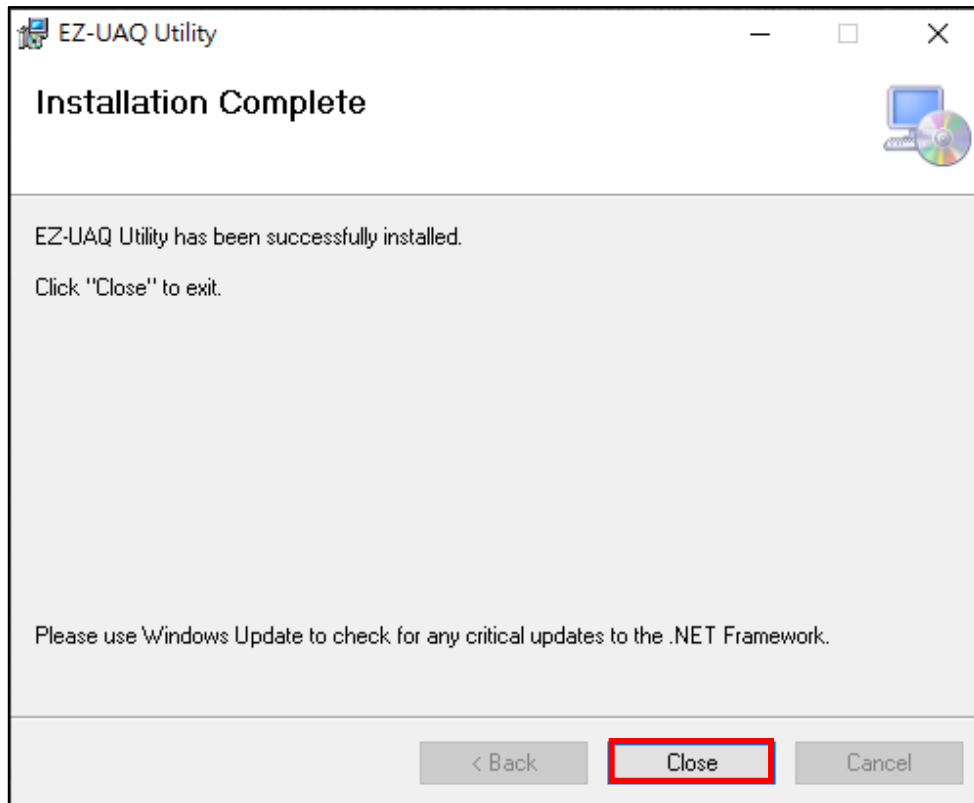 EZ-UAQ Utility
Installation Complete
EZ-UAQ Utility has been successfully installed.
Click "Close" to exit.
Please use Windows Update to check for any critical updates to the .NET Framework.
< Back
Close
Cancel